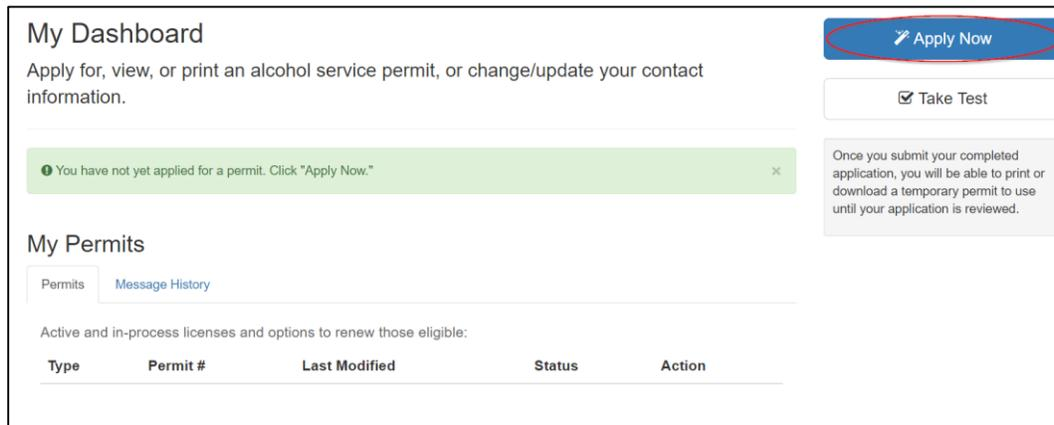 My Dashboard
Apply for, view, or print an alcohol service permit, or change/update your contact
information.
You have not yet applied for a permit. Click "Apply Now."
×
My Permits
Permits
Message History
Active and in-process licenses and options to renew those eligible:
Type Permit # Last Modified Status Action
Apply Now
Take Test
Once you submit your completed
application, you will be able to print or
download a temporary permit to use
until your application is reviewed.